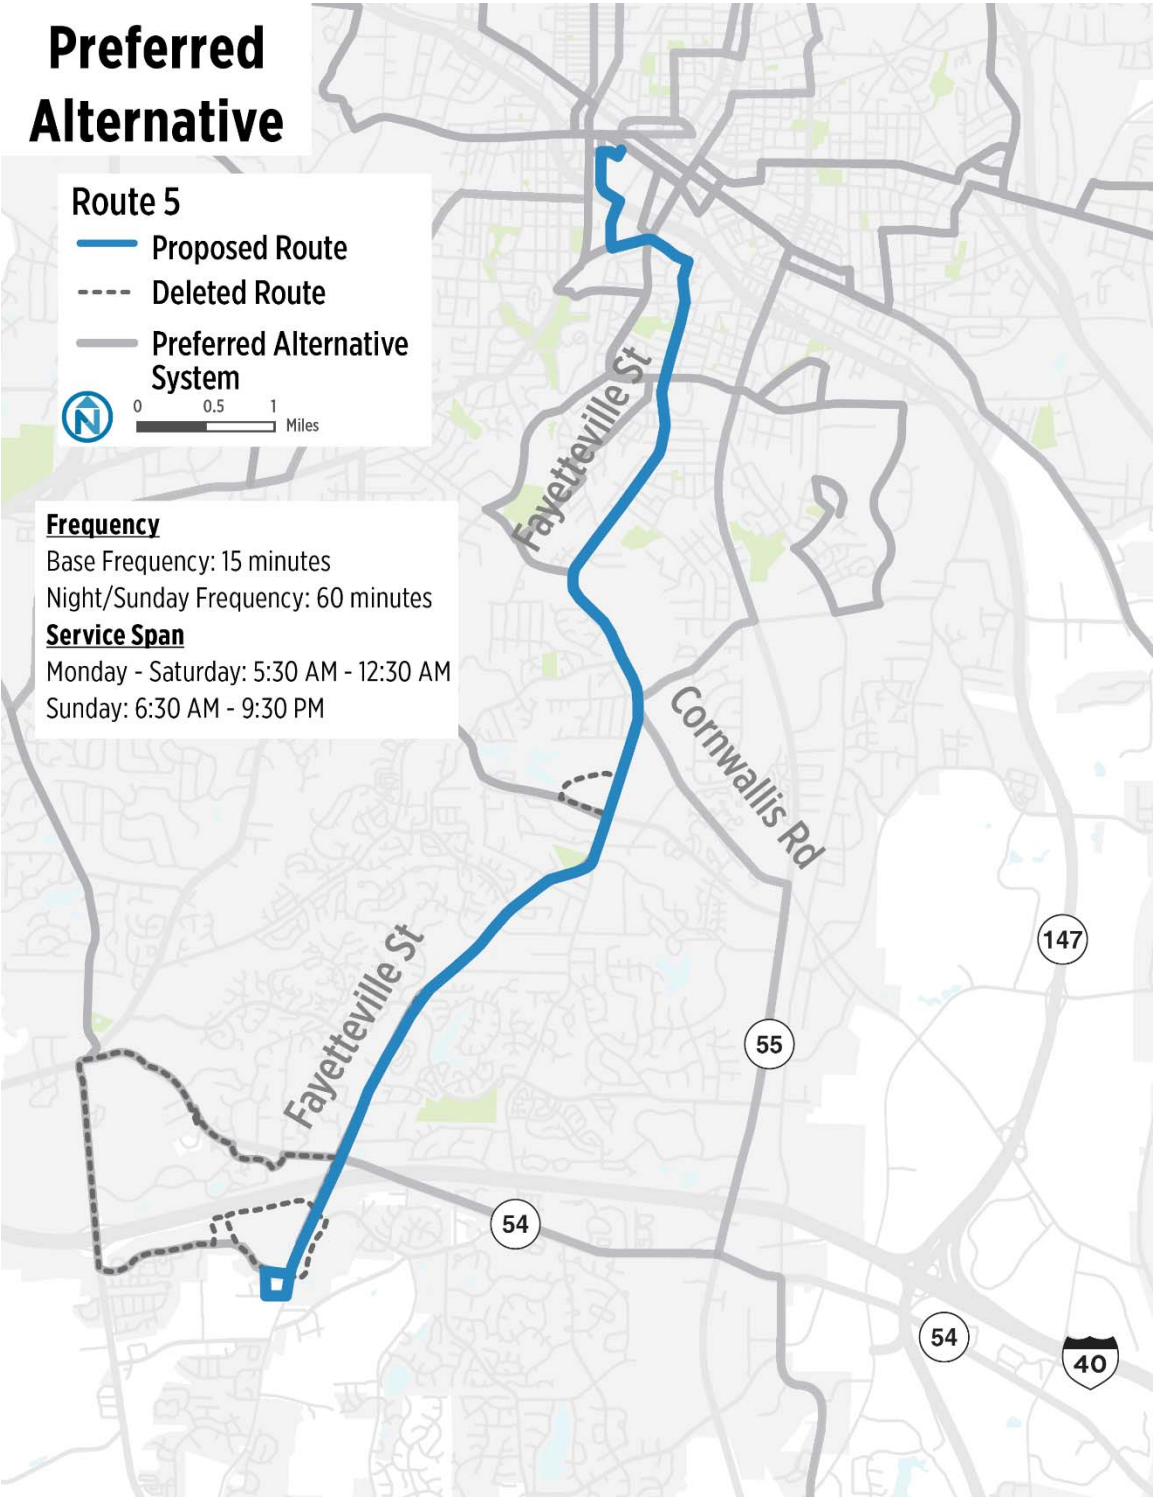 Preferred
Alternative
Route 5
Proposed Route
Deleted Route
Preferred Alternative
System
N
0 0.5 1
Miles
Frequency
Base Frequency: 15 minutes
Night/Sunday Frequency: 60 minutes
Service Span
Monday - Saturday: 5:30 AM - 12:30 AM
Sunday: 6:30 AM - 9:30 PM
Fayetteville St
Cornwallis Rd
Fayetteville St
147
55
54
54
40